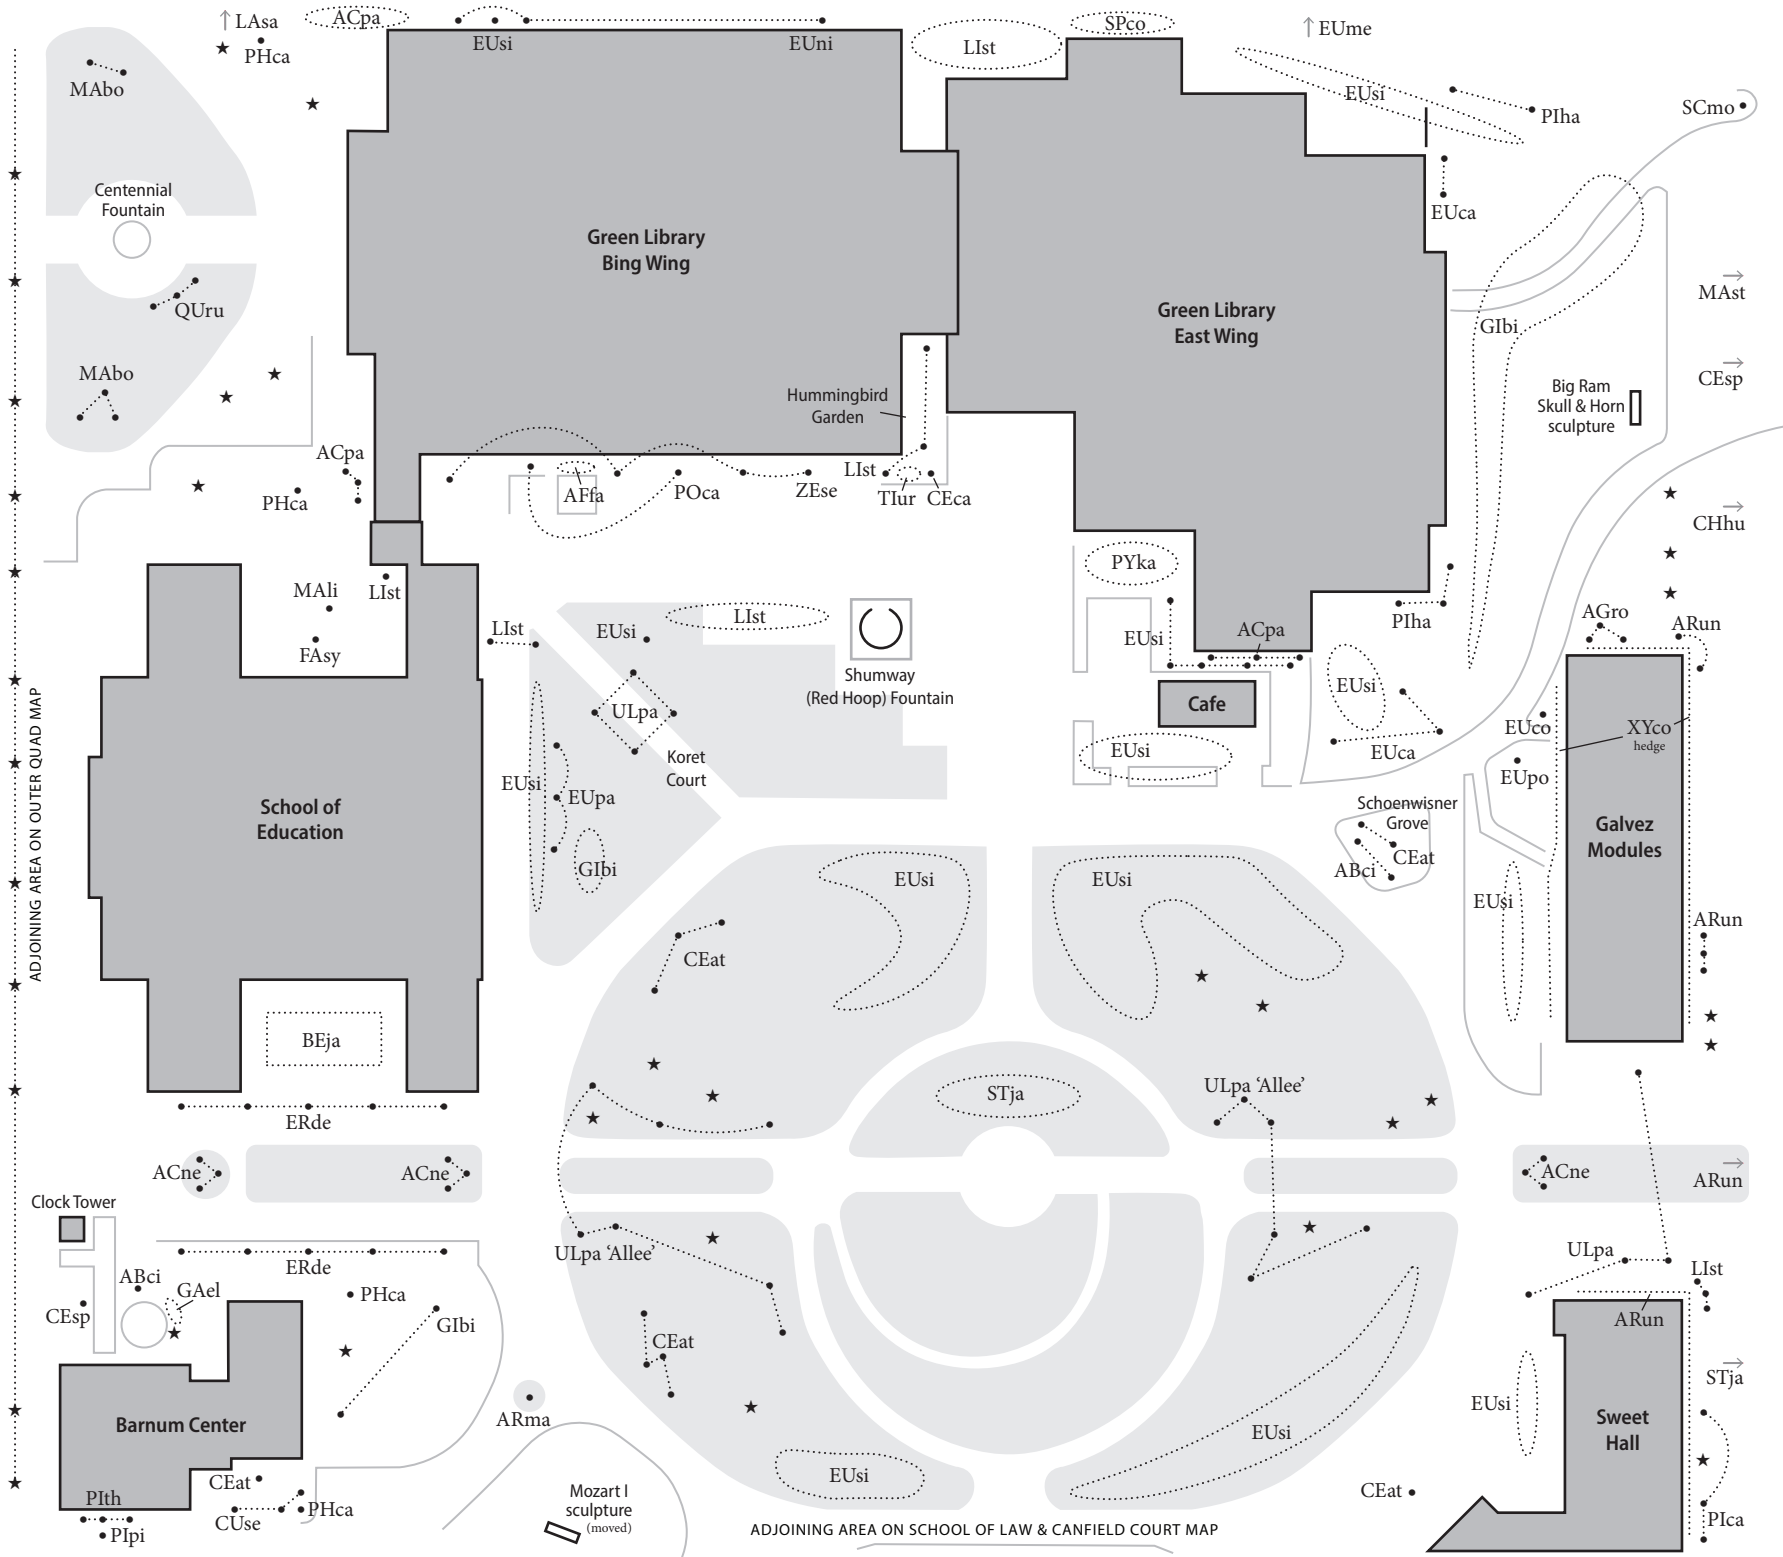 LAsa
ACpa
PHca
EUsi
EUni
LIst
SPco
EUme
MAbo
EUsi
PIha
SCmo
Centennial
Fountain
EUca
Green Library
Bing Wing
Green Library
East Wing
MAst
QUru
GIbi
MAbo
CEsp
Hummingbird
Garden
Big Ram
Skull & Horn
sculpture
ACpa
PHca
AFfa
POca
ZEse
LIst
TIur
CEca
CHhu
PYka
MAli
LIst
FAsy
LIst
EUsi
LIst
EUsi
ACpa
PIha
AGro
ARun
Shumway
(Red Hoop) Fountain
Cafe
EUsi
ULpa
EUco
XYco
hedge
Koret
Court
EUsi
EUca
EUsi
EUpa
EUpo
School of
Education
Schoenwisner
Grove
Galvez
Modules
CEat
ABci
GIbi
EUsi
EUsi
EUsi
ARun
ADJOINING AREA ON OUTER QUAD MAP
CEat
BEja
STja
ULpa ‘Allee’
ERde
ACne
ACne
ACne
ARun
Clock Tower
ULpa ‘Allee’
ULpa
ERde
ABci
GAel
PHca
LIst
CEsp
GIbi
ARun
CEat
STja
Barnum Center
ARma
EUsi
EUsi
Sweet
Hall
EUsi
CEat
CEat
PIth
PIpi
CUse
PHca
Mozart I
sculpture
(moved)
PIca
ADJOINING AREA ON SCHOOL OF LAW & CANFIELD COURT MAP